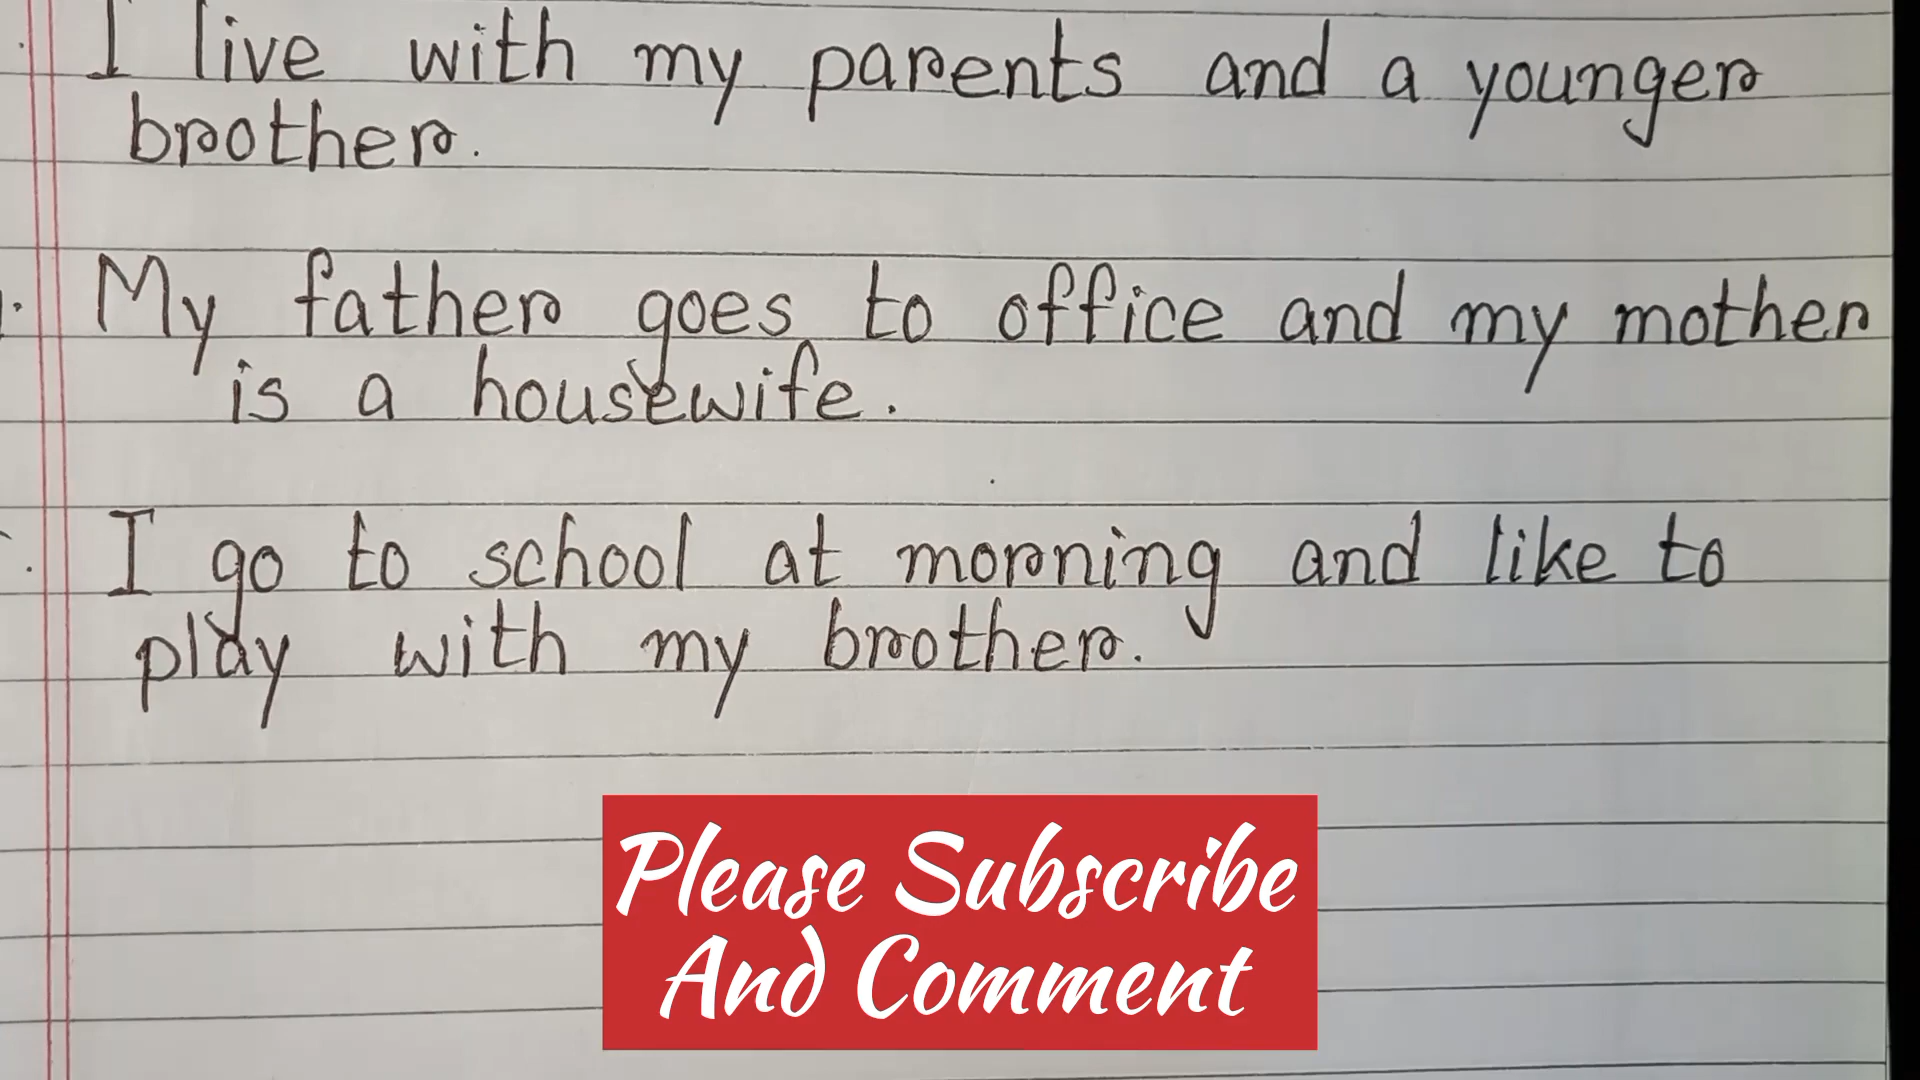 I live with my parents and a younger
brother.
My father goes to office and my mother
is a housewife.
I go to school at morning and like to
play with my brother.
Please Subscribe
And Comment